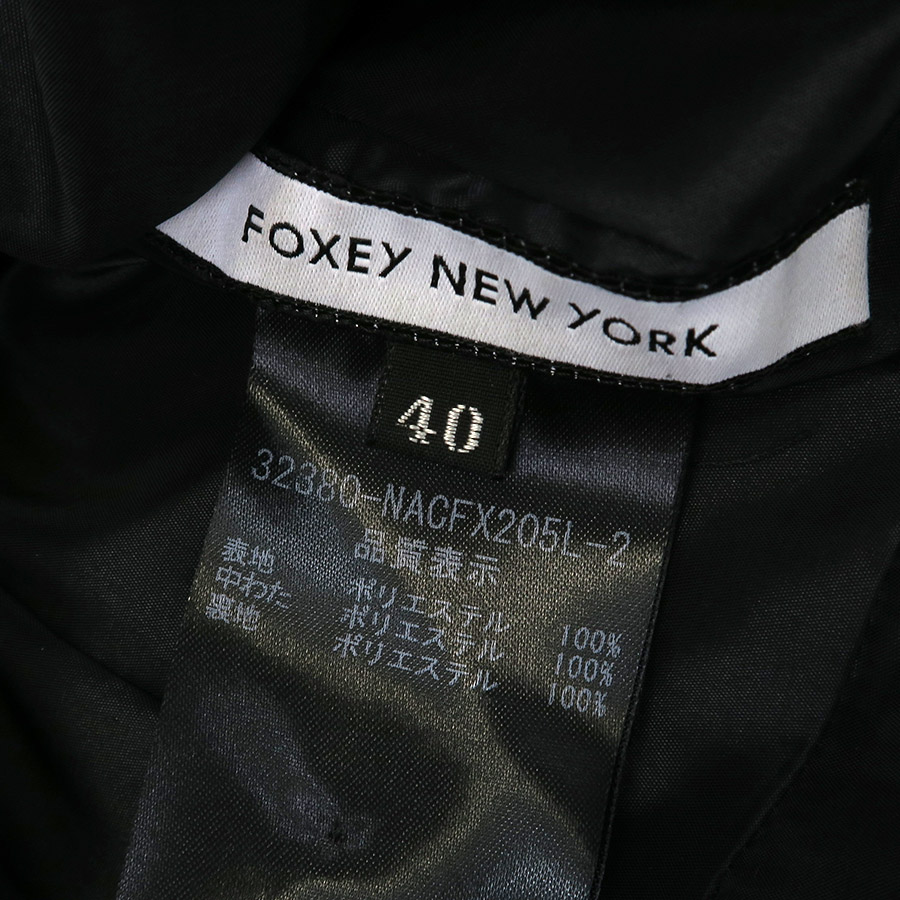 FOXEY NEW YORK
40
32380-NACFX205L-2
品質表示
表地 ポリエステル 100%
中わた ポリエステル 100%
裏地 ポリエステル 100%